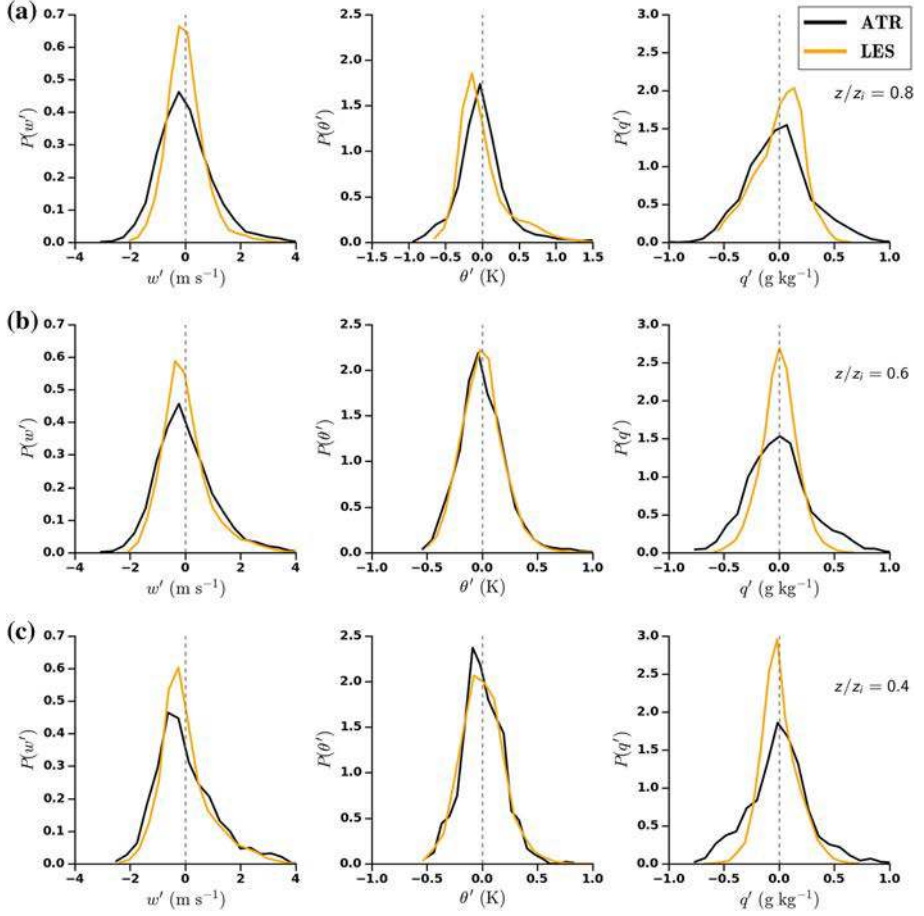 (a)
ATR
LES
z/z_i = 0.8
P(w′)
0.7
0.6
0.5
0.4
0.3
0.2
0.1
0.0
−4 −2 0 2 4
w′ (m s⁻¹)
P(θ′)
2.5
2.0
1.5
1.0
0.5
0.0
−1.5 −1.0 −0.5 0.0 0.5 1.0 1.5
θ′ (K)
P(q′)
3.0
2.5
2.0
1.5
1.0
0.5
0.0
−1.0 −0.5 0.0 0.5 1.0
q′ (g kg⁻¹)
(b)
z/z_i = 0.6
P(w′)
0.7
0.6
0.5
0.4
0.3
0.2
0.1
0.0
−4 −2 0 2 4
w′ (m s⁻¹)
P(θ′)
2.5
2.0
1.5
1.0
0.5
0.0
−1.0 −0.5 0.0 0.5 1.0
θ′ (K)
P(q′)
3.0
2.5
2.0
1.5
1.0
0.5
0.0
−1.0 −0.5 0.0 0.5 1.0
q′ (g kg⁻¹)
(c)
z/z_i = 0.4
P(w′)
0.7
0.6
0.5
0.4
0.3
0.2
0.1
0.0
−4 −2 0 2 4
w′ (m s⁻¹)
P(θ′)
2.5
2.0
1.5
1.0
0.5
0.0
−1.0 −0.5 0.0 0.5 1.0
θ′ (K)
P(q′)
3.0
2.5
2.0
1.5
1.0
0.5
0.0
−1.0 −0.5 0.0 0.5 1.0
q′ (g kg⁻¹)